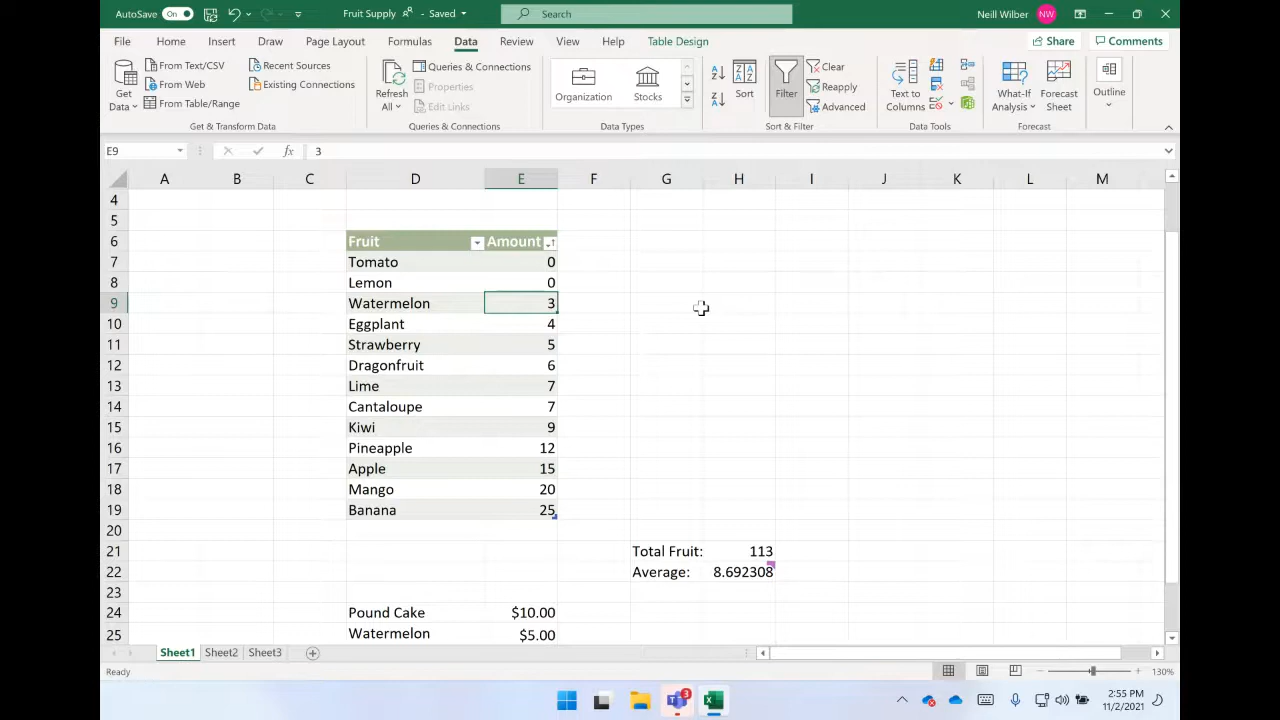 AutoSave On Fruit Supply - Saved Search Neill Wilber NW
File Home Insert Draw Page Layout Formulas Data Review View Help Table Design Share Comments
Get Data
From Text/CSV
From Web
From Table/Range
Recent Sources
Existing Connections
Get & Transform Data
Refresh All
Queries & Connections
Properties
Edit Links
Queries & Connections
Organization
Stocks
Data Types
Sort
Filter
Clear
Reapply
Advanced
Sort & Filter
Text to Columns
Data Tools
What-If Analysis
Forecast Sheet
Forecast
Outline
E9 fx 3
A B C D E F G H I J K L M
4
5
6 Fruit Amount
7 Tomato 0
8 Lemon 0
9 Watermelon 3
10 Eggplant 4
11 Strawberry 5
12 Dragonfruit 6
13 Lime 7
14 Cantaloupe 7
15 Kiwi 9
16 Pineapple 12
17 Apple 15
18 Mango 20
19 Banana 25
20
21 Total Fruit: 113
22 Average: 8.692308
23
24 Pound Cake $10.00
25 Watermelon $5.00
Sheet1 Sheet2 Sheet3
Ready 130%
3
2:55 PM
11/2/2021